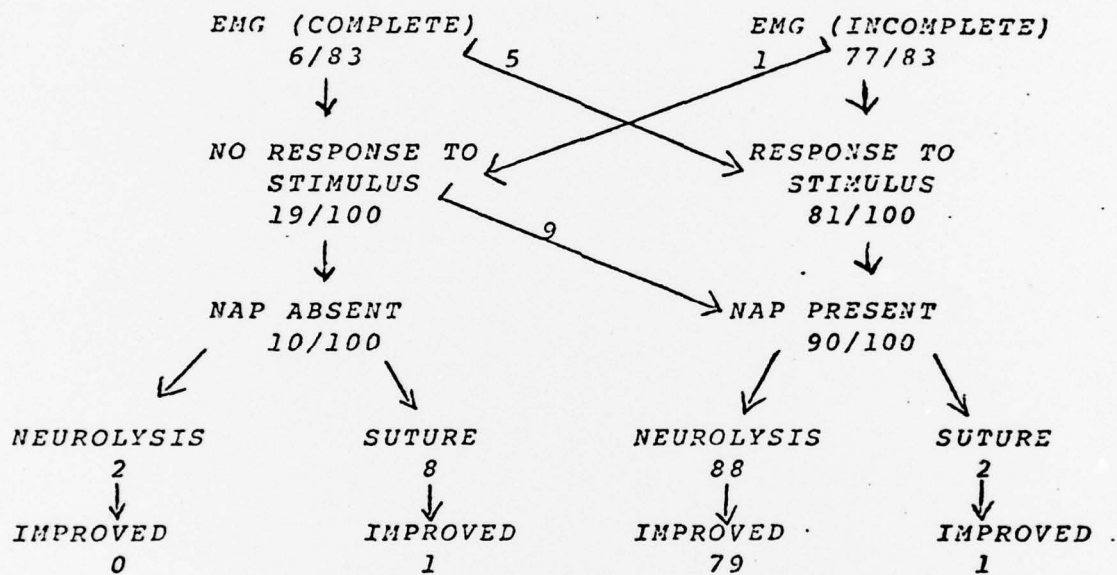 EMG (COMPLETE) EMG (INCOMPLETE)
6/83 5 1 77/83
NO RESPONSE TO RESPONSE TO
STIMULUS STIMULUS
19/100 81/100
9
NAP ABSENT NAP PRESENT
10/100 90/100
NEUROLYSIS SUTURE NEUROLYSIS SUTURE
2 8 88 2
IMPROVED IMPROVED IMPROVED IMPROVED
0 1 79 1